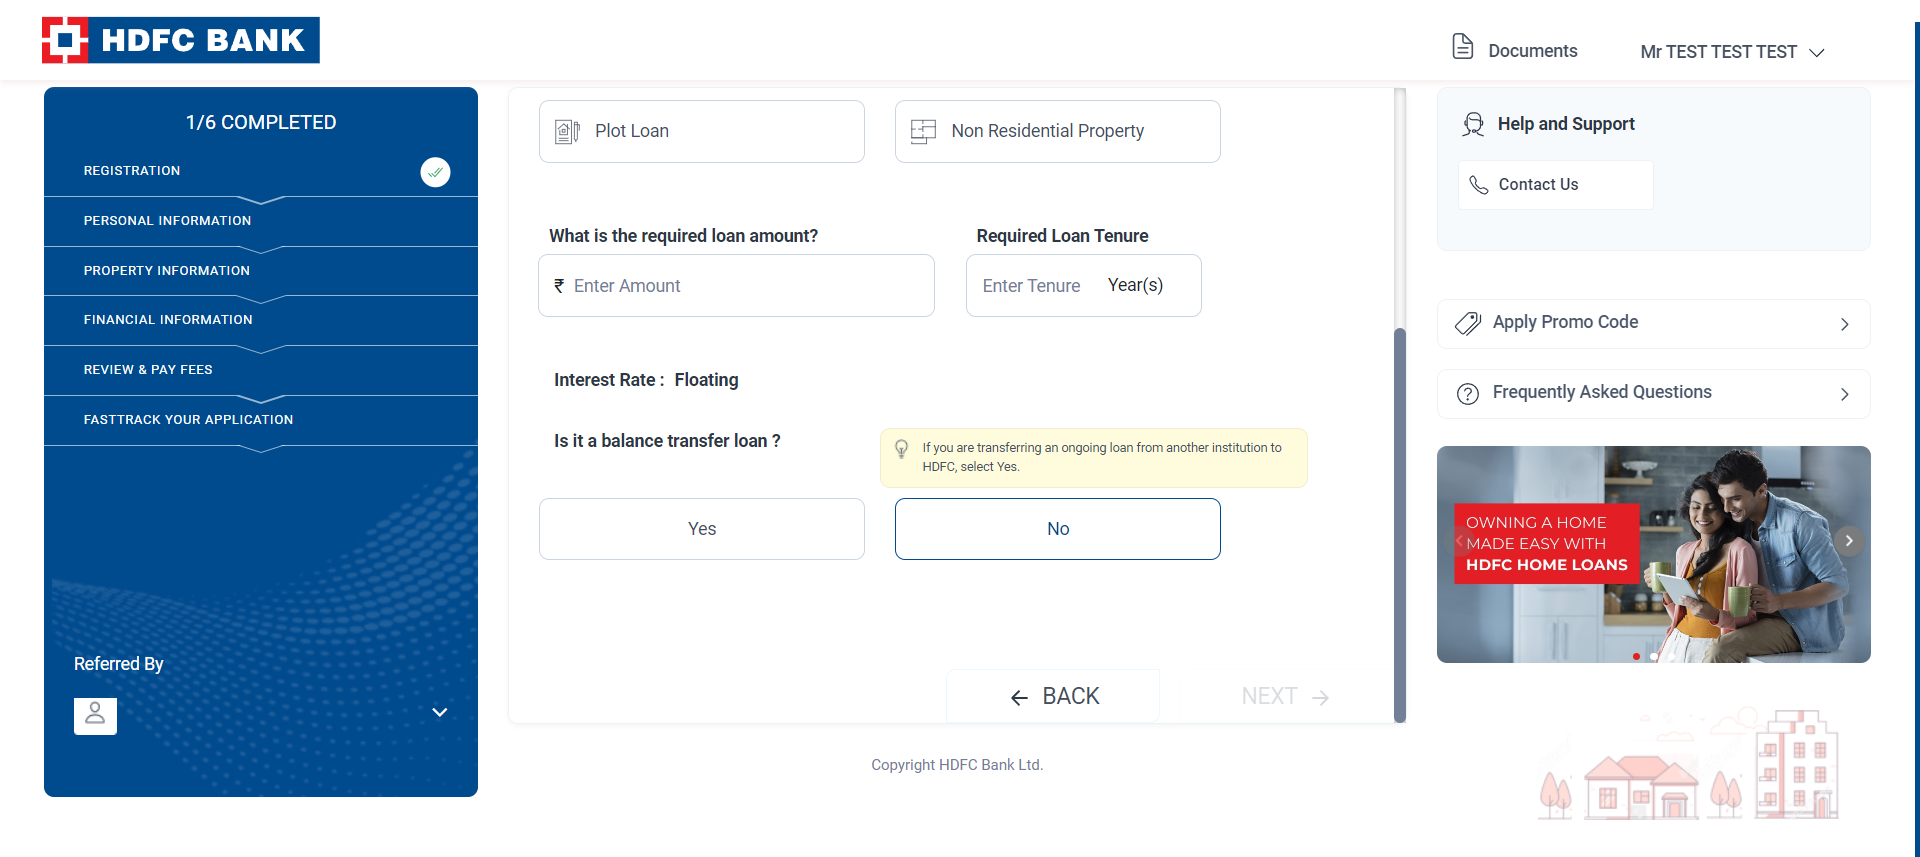 HDFC BANK
Documents
Mr TEST TEST TEST
1/6 COMPLETED
REGISTRATION
PERSONAL INFORMATION
PROPERTY INFORMATION
FINANCIAL INFORMATION
REVIEW & PAY FEES
FASTTRACK YOUR APPLICATION
Referred By
Plot Loan
Non Residential Property
What is the required loan amount?
Required Loan Tenure
₹ Enter Amount
Enter Tenure Year(s)
Interest Rate : Floating
Is it a balance transfer loan ?
If you are transferring an ongoing loan from another institution to
HDFC, select Yes.
Yes
No
BACK
NEXT
Copyright HDFC Bank Ltd.
Help and Support
Contact Us
Apply Promo Code
Frequently Asked Questions
OWNING A HOME
MADE EASY WITH
HDFC HOME LOANS